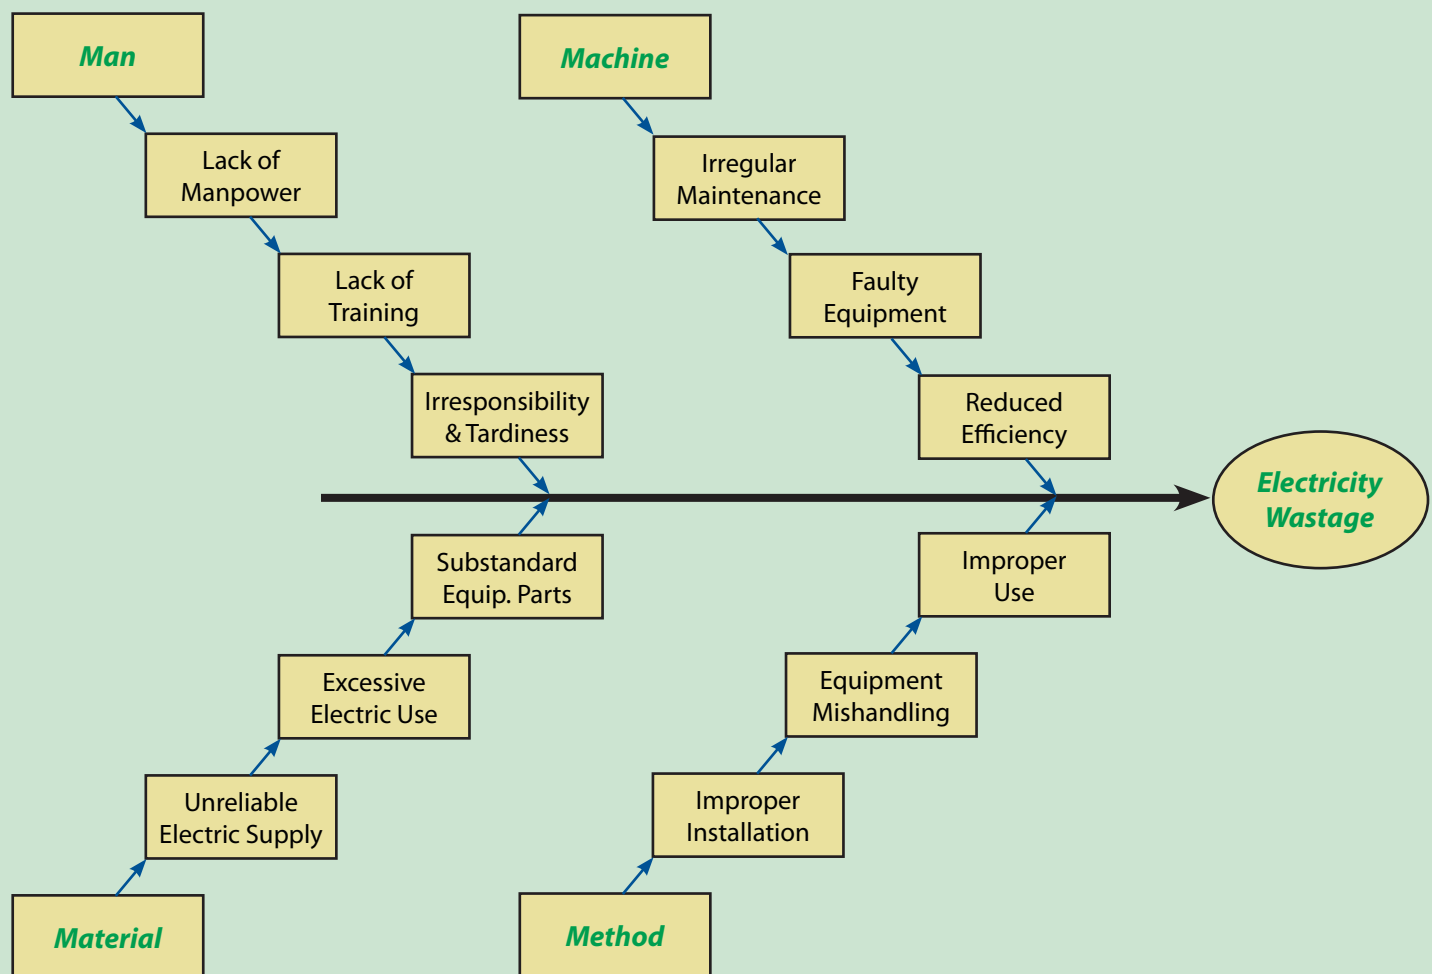 Man
Lack of
Manpower
Lack of
Training
Irresponsibility
& Tardiness
Machine
Irregular
Maintenance
Faulty
Equipment
Reduced
Efficiency
Electricity
Wastage
Substandard
Equip. Parts
Excessive
Electric Use
Unreliable
Electric Supply
Material
Improper
Use
Equipment
Mishandling
Improper
Installation
Method